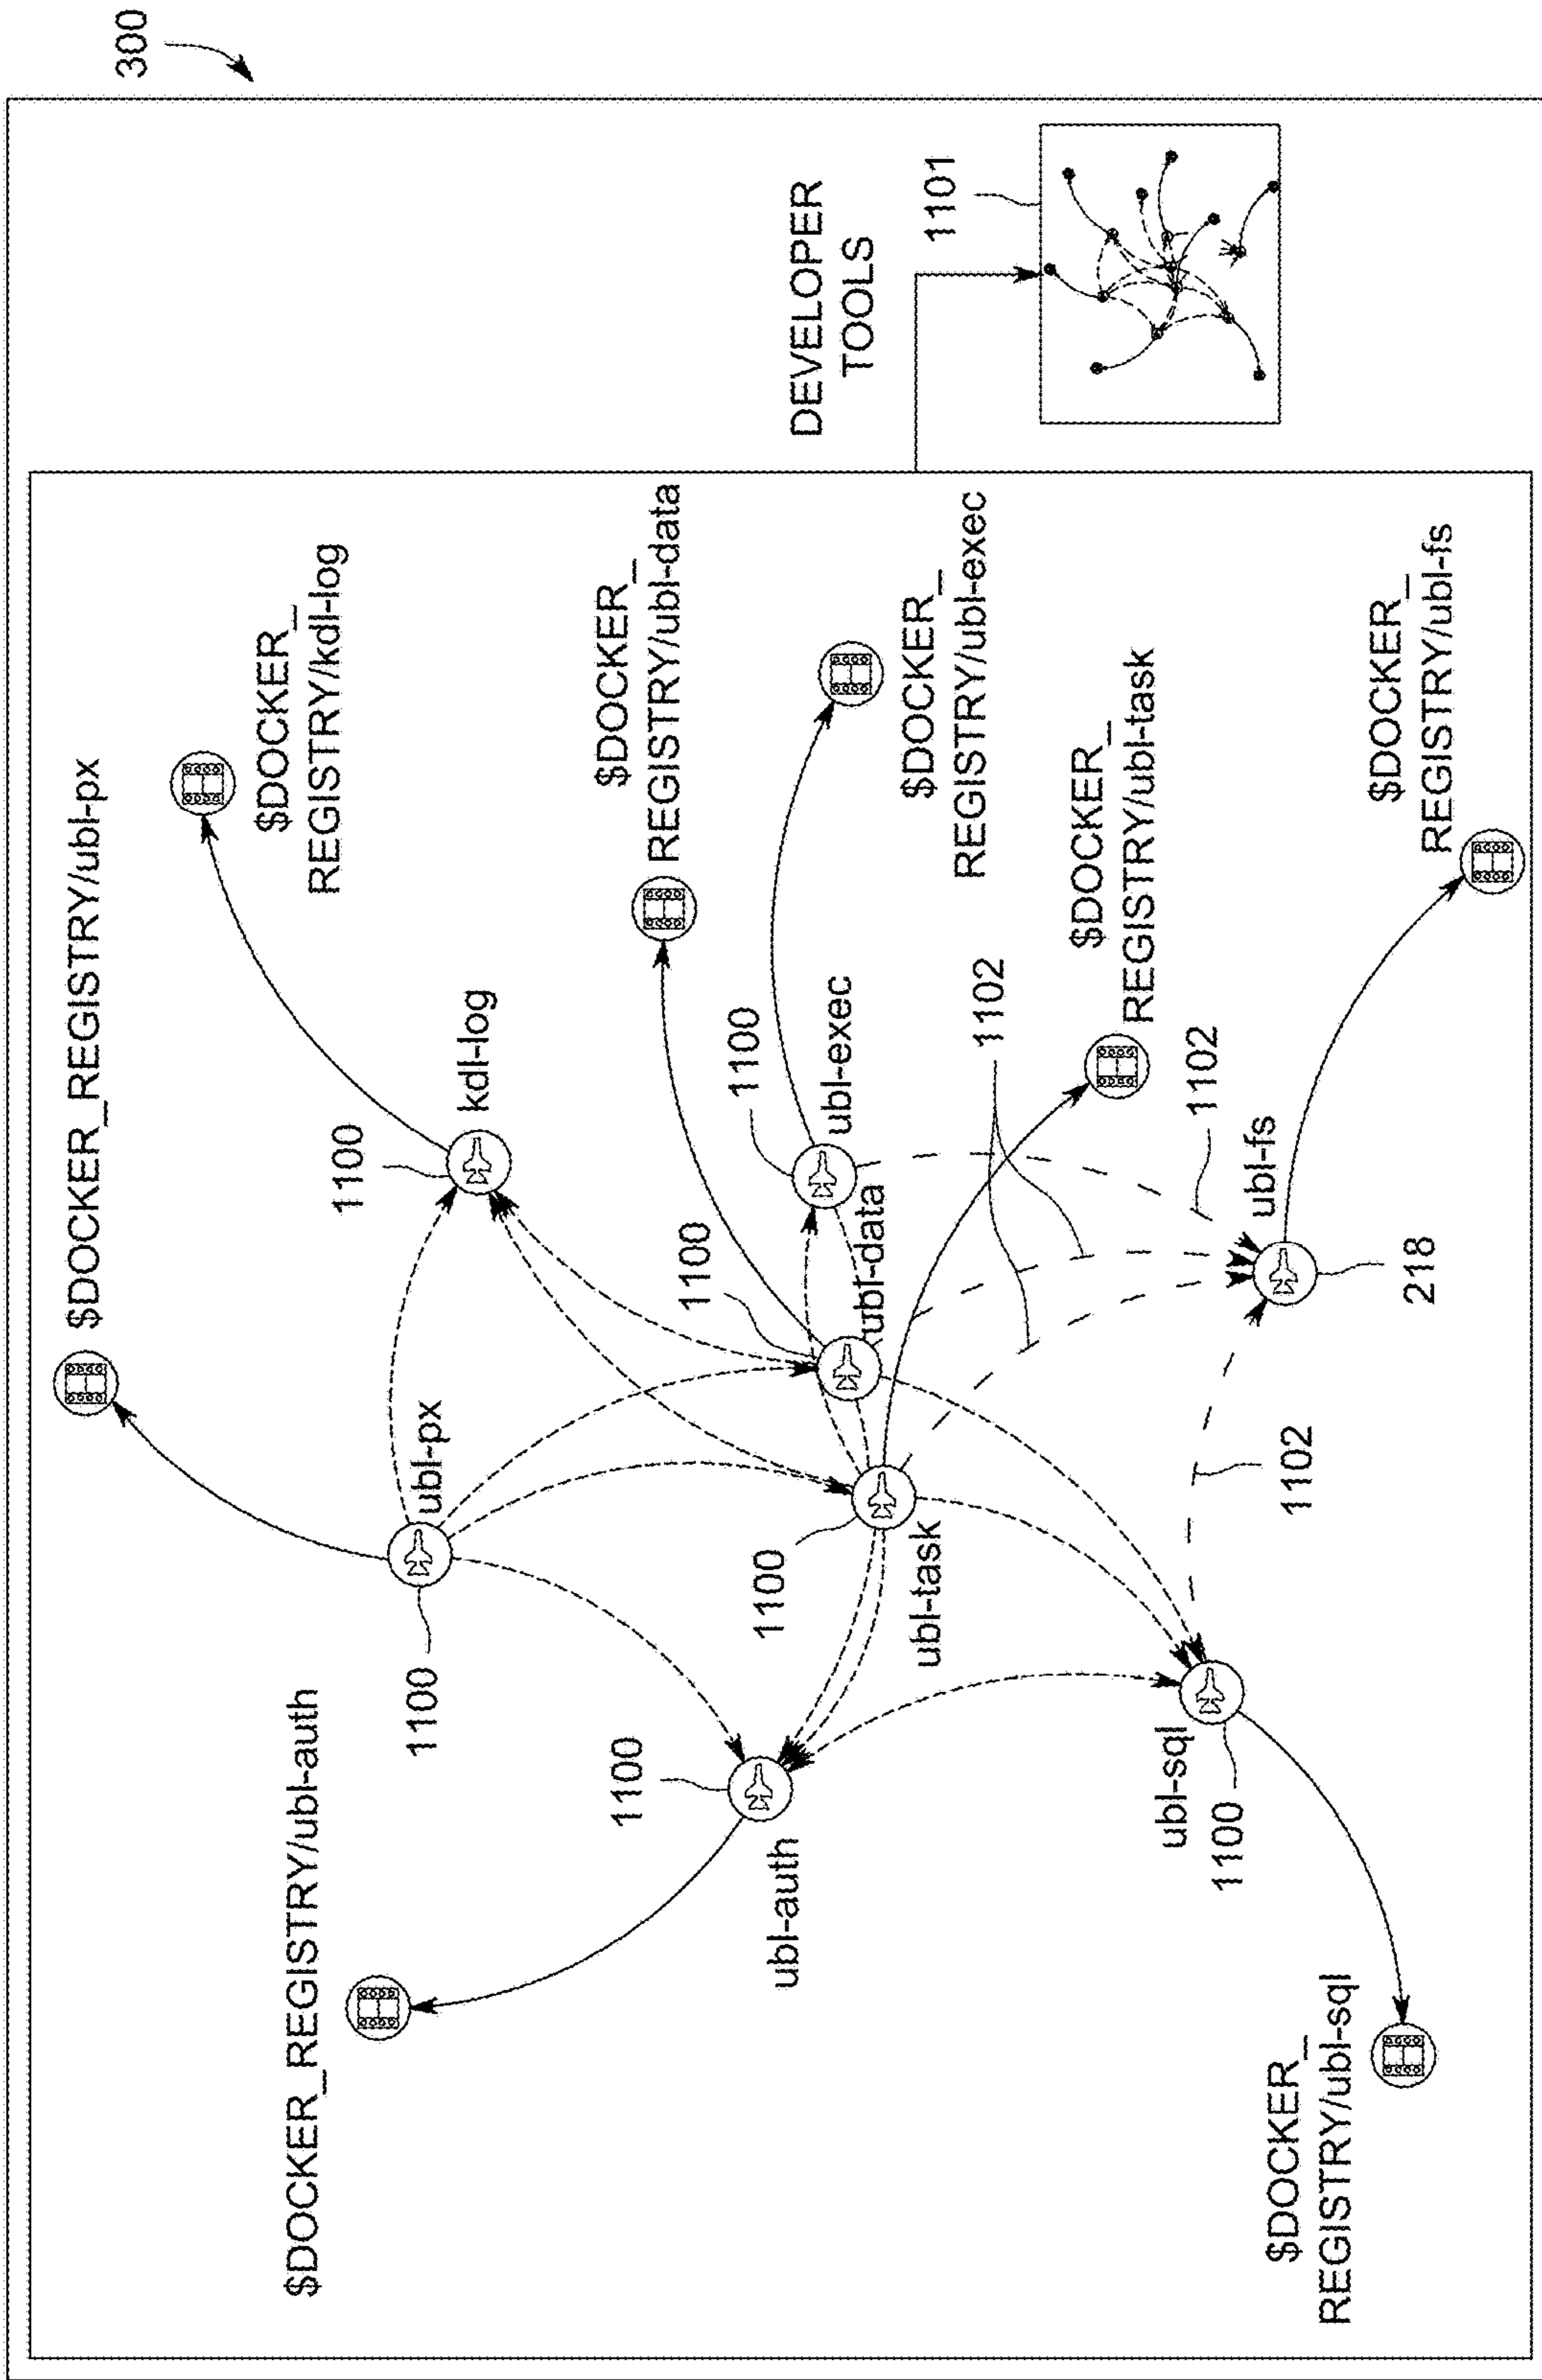 300
DEVELOPER
TOOLS
1101
$DOCKER_REGISTRY/ubl-px
$DOCKER_
REGISTRY/kdl-log
1100
kdl-log
$DOCKER_REGISTRY/ubl-auth
1100
ubl-px
$DOCKER_
REGISTRY/ubl-data
1100
ubl-auth
1100
ubl-data
1100
ubl-exec
$DOCKER_
REGISTRY/ubl-exec
1100
ubl-task
1102
$DOCKER_
REGISTRY/ubl-task
ubl-sql
1100
1102
1102
ubl-fs
218
$DOCKER_
REGISTRY/ubl-sql
$DOCKER_
REGISTRY/ubl-fs